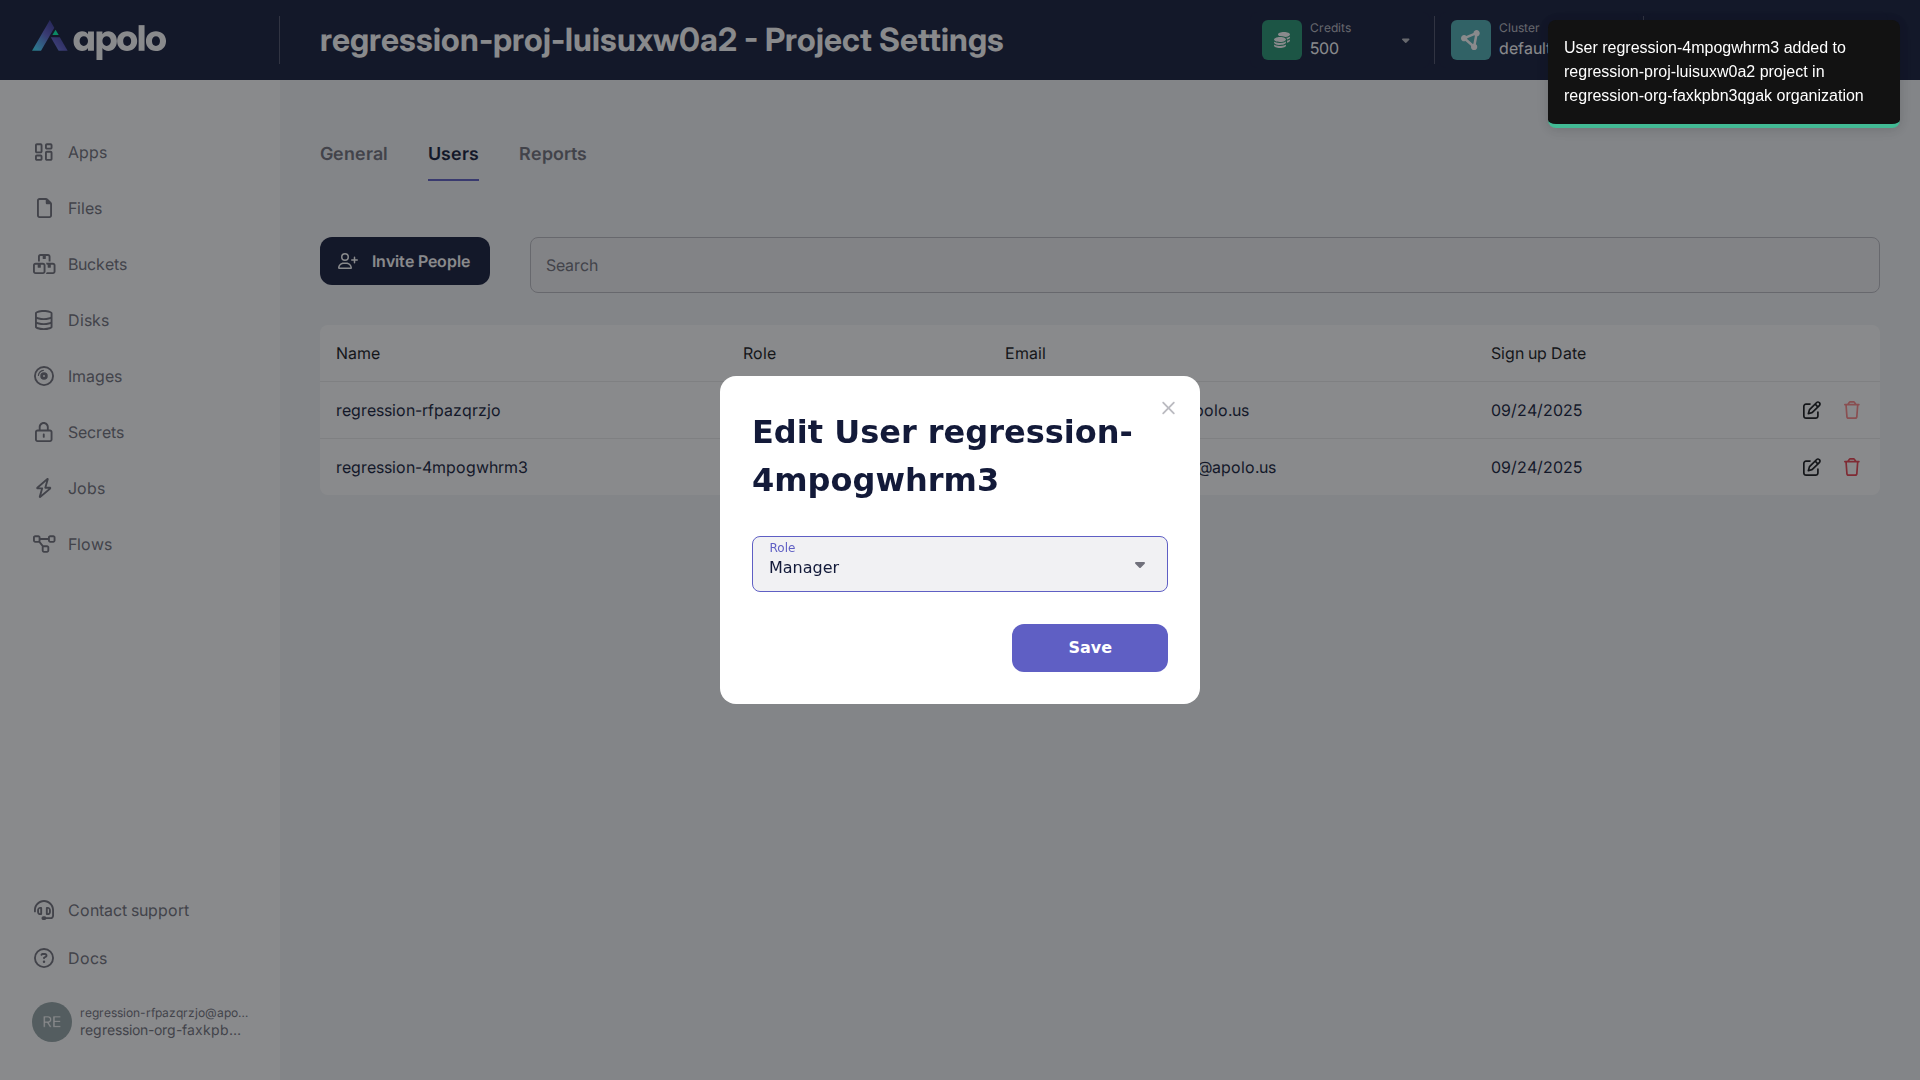 apolo
regression-proj-luisuxw0a2 - Project Settings
Credits
500
Cluster
default
User regression-4mpogwhrm3 added to
regression-proj-luisuxw0a2 project in
regression-org-faxkpbn3qgak organization
Apps
Files
Buckets
Disks
Images
Secrets
Jobs
Flows
Contact support
Docs
RE
regression-rfpazqrzjo@apo...
regression-org-faxkpb...
General
Users
Reports
Invite People
Search
Name
Role
Email
Sign up Date
regression-rfpazqrzjo
polo.us
09/24/2025
regression-4mpogwhrm3
@apolo.us
09/24/2025
Edit User regression-
4mpogwhrm3
Role
Manager
Save